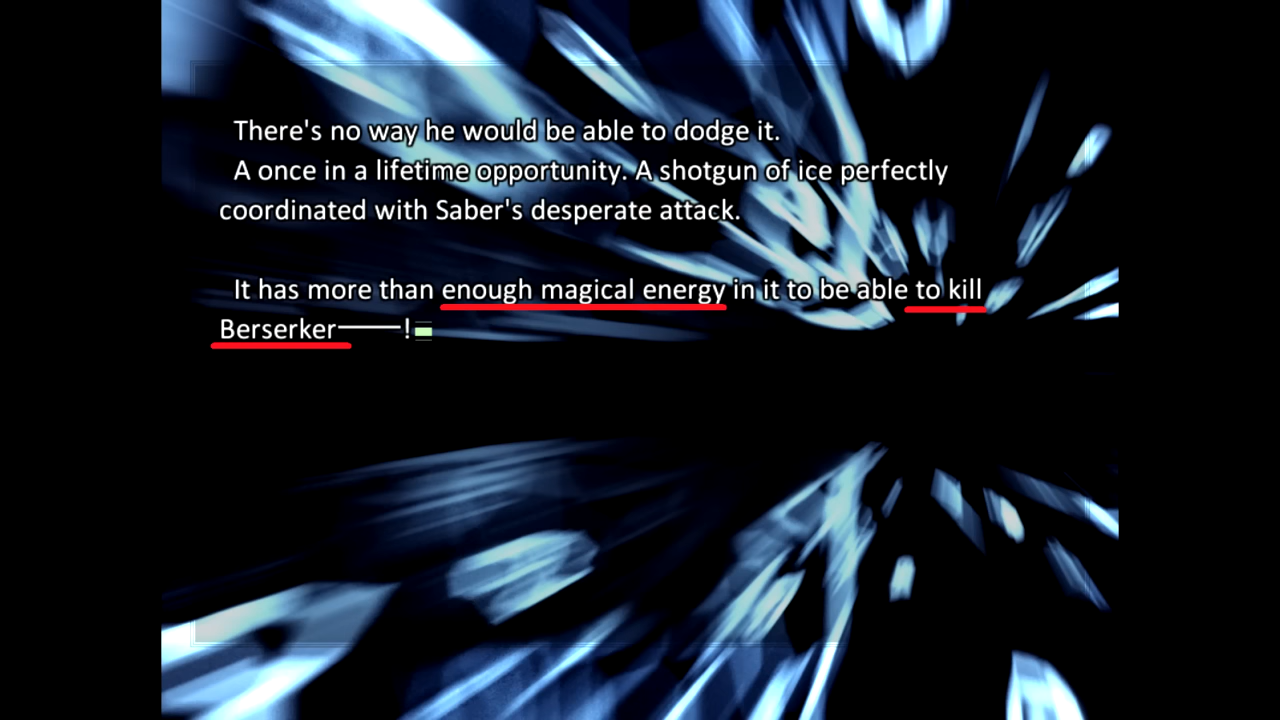 There's no way he would be able to dodge it.
A once in a lifetime opportunity. A shotgun of ice perfectly
coordinated with Saber's desperate attack.
It has more than enough magical energy in it to be able to kill
Berserker――!